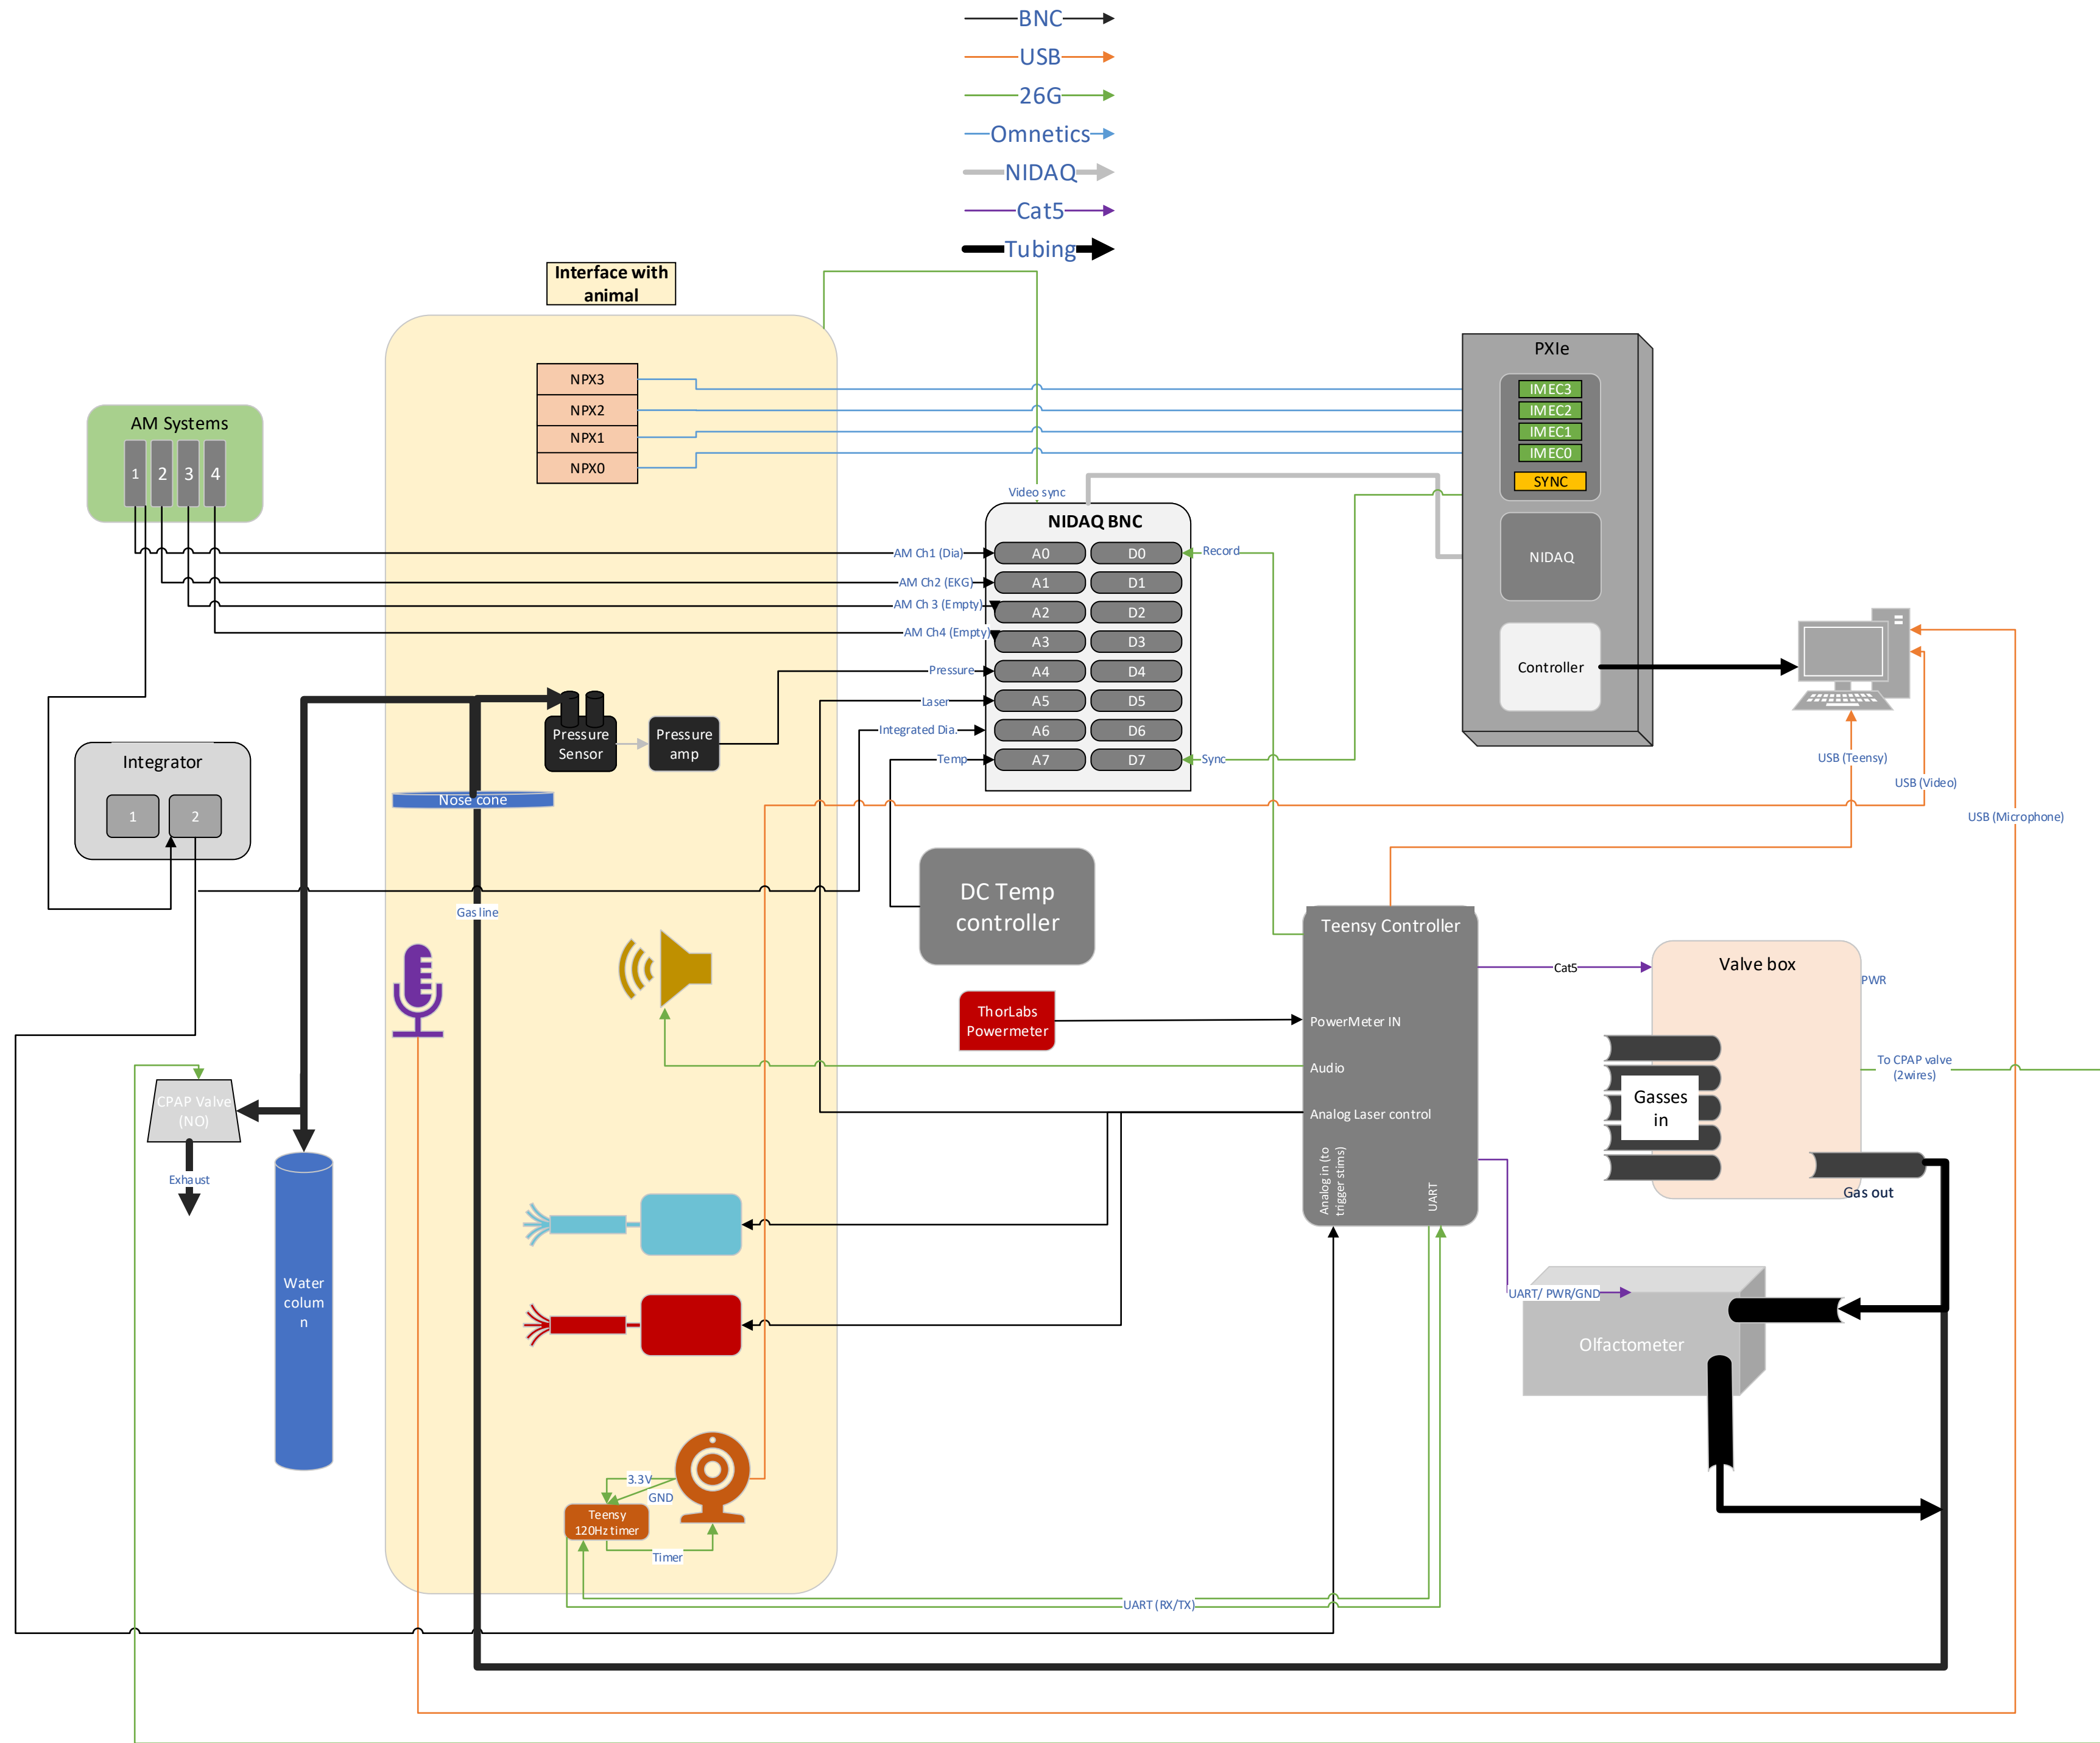 BNC
USB
26G
Omnetics
NIDAQ
Cat5
Tubing
Interface with
animal
PXIe
NPX3
NPX2
NPX1
NPX0
IMEC3
IMEC2
IMEC1
IMEC0
SYNC
AM Systems
1
2
3
4
Video sync
NIDAQ BNC
AM Ch1 (Dia)
AM Ch2 (EKG)
AM Ch 3 (Empty)
AM Ch4 (Empty)
Pressure
Laser
Integrated Dia.
Temp
A0
D0
A1
D1
A2
D2
A3
D3
A4
D4
A5
D5
A6
D6
A7
D7
Record
Sync
NIDAQ
Controller
Pressure
Sensor
Pressure
amp
Integrator
1
2
Nose cone
USB (Teensy)
USB (Video)
USB (Microphone)
Gas line
DC Temp
controller
Teensy Controller
PowerMeter IN
Audio
Analog Laser control
Analog in (to
trigger stims)
UART
ThorLabs
Powermeter
Cat5
Valve box
PWR
Gasses
in
To CPAP valve
(2wires)
Gas out
CPAP Valve
(NO)
Exhaust
Water
colum
n
UART/ PWR/GND
Olfactometer
3.3V
GND
Teensy
120Hz timer
Timer
UART (RX/TX)